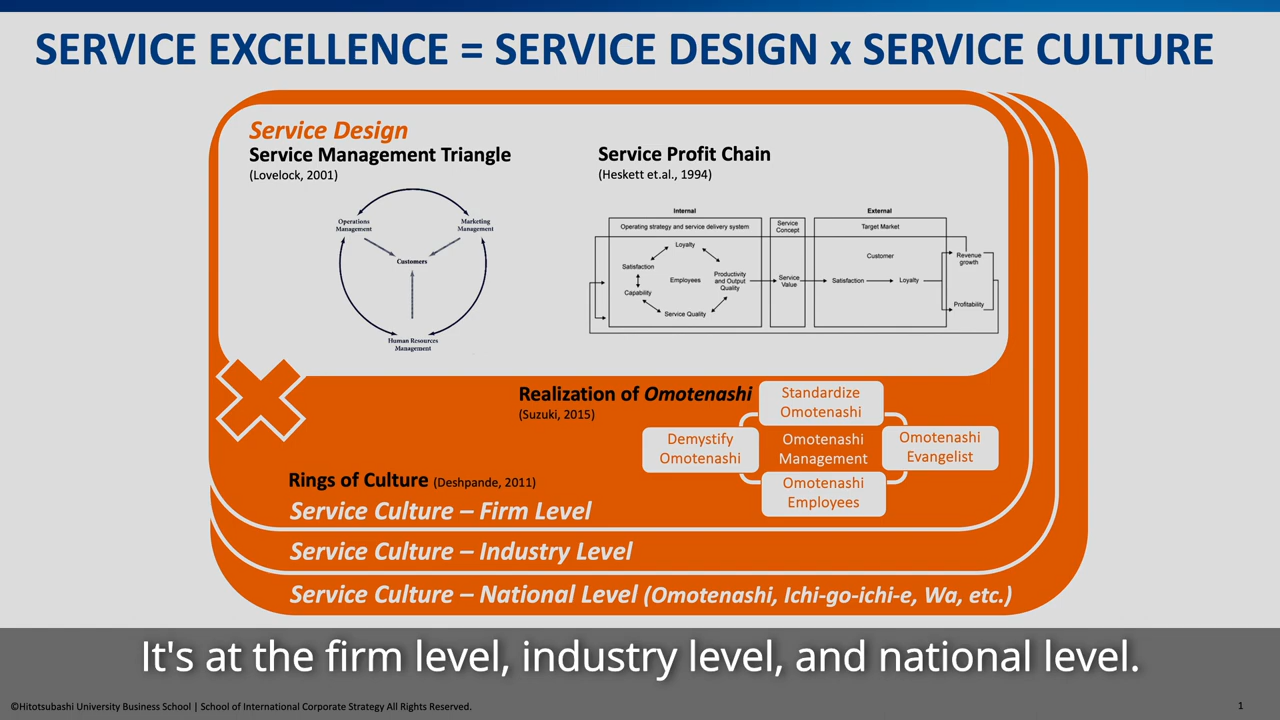 SERVICE EXCELLENCE = SERVICE DESIGN x SERVICE CULTURE
Service Design
Service Management Triangle
(Lovelock, 2001)
Operations
Management
Marketing
Management
Customers
Human Resources
Management
Service Profit Chain
(Heskett et.al., 1994)
Internal
External
Operating strategy and service delivery system
Service
Concept
Target Market
Loyalty
Satisfaction
Employees
Productivity
and Output
Quality
Capability
Service Quality
Service
Value
Customer
Satisfaction
Loyalty
Revenue
growth
Profitability
Realization of Omotenashi
(Suzuki, 2015)
Standardize
Omotenashi
Demystify
Omotenashi
Omotenashi
Management
Omotenashi
Evangelist
Omotenashi
Employees
Rings of Culture (Deshpande, 2011)
Service Culture – Firm Level
Service Culture – Industry Level
Service Culture – National Level (Omotenashi, Ichi-go-ichi-e, Wa, etc.)
It's at the firm level, industry level, and national level.
©Hitotsubashi University Business School | School of International Corporate Strategy All Rights Reserved.
1